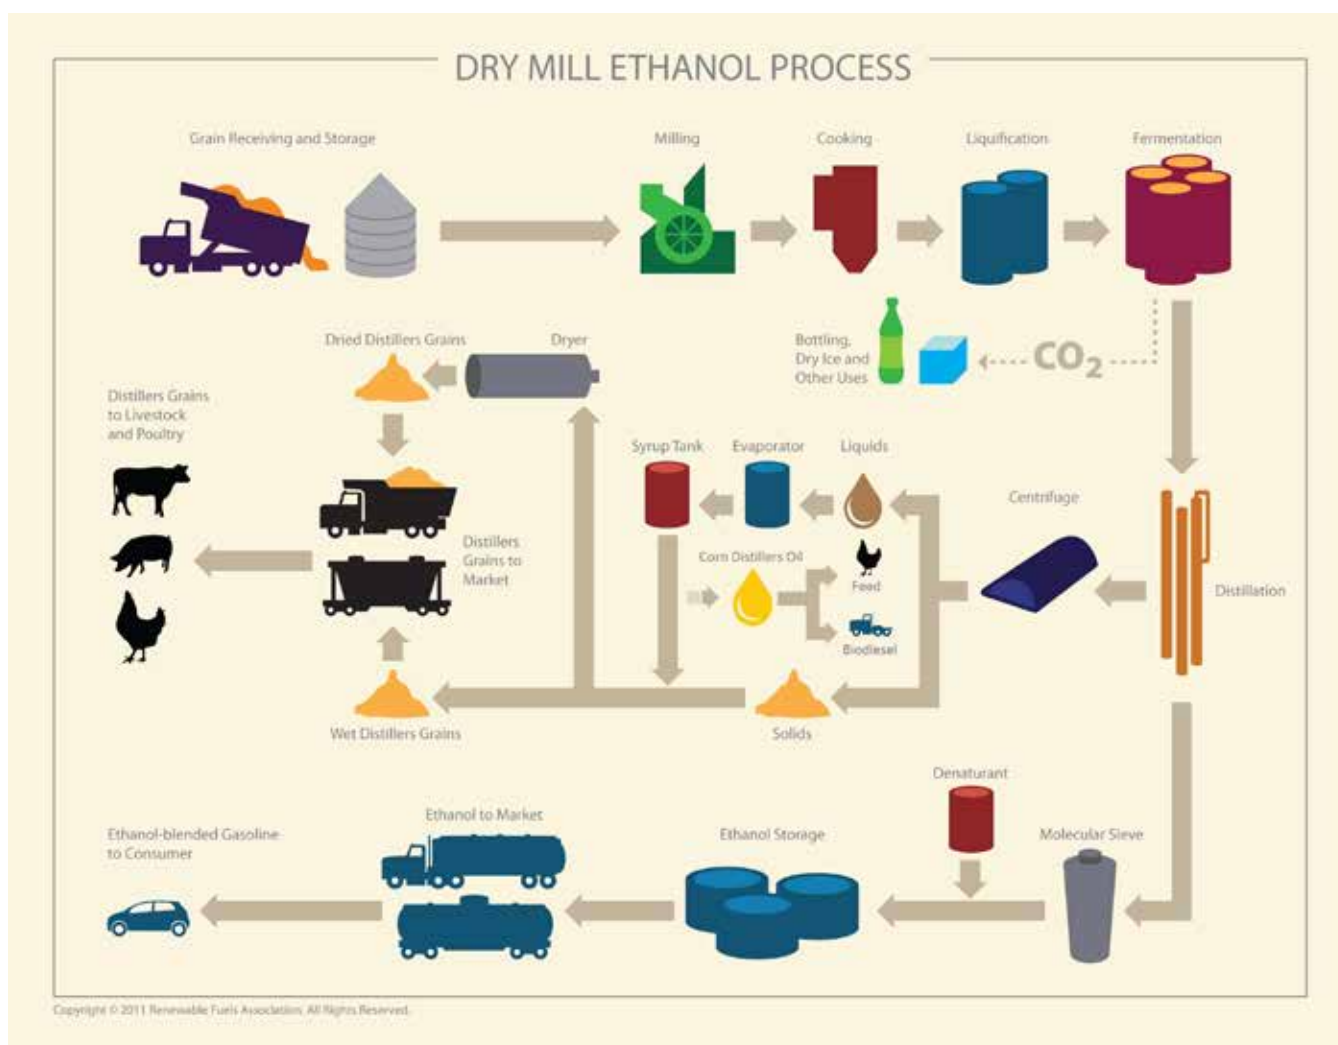 DRY MILL ETHANOL PROCESS
Grain Receiving and Storage
Milling
Cooking
Liquification
Fermentation
Bottling,
Dry Ice and
Other Uses
CO2
Dried Distillers Grains
Dryer
Distillers Grains
to Livestock
and Poultry
Syrup Tank
Evaporator
Liquids
Centrifuge
Distillers
Grains to
Market
Corn Distillers Oil
Feed
Biodiesel
Distillation
Wet Distillers Grains
Solids
Denaturant
Molecular Sieve
Ethanol Storage
Ethanol to Market
Ethanol-blended Gasoline
to Consumer
Copyright © 2011 Renewable Fuels Association. All Rights Reserved.